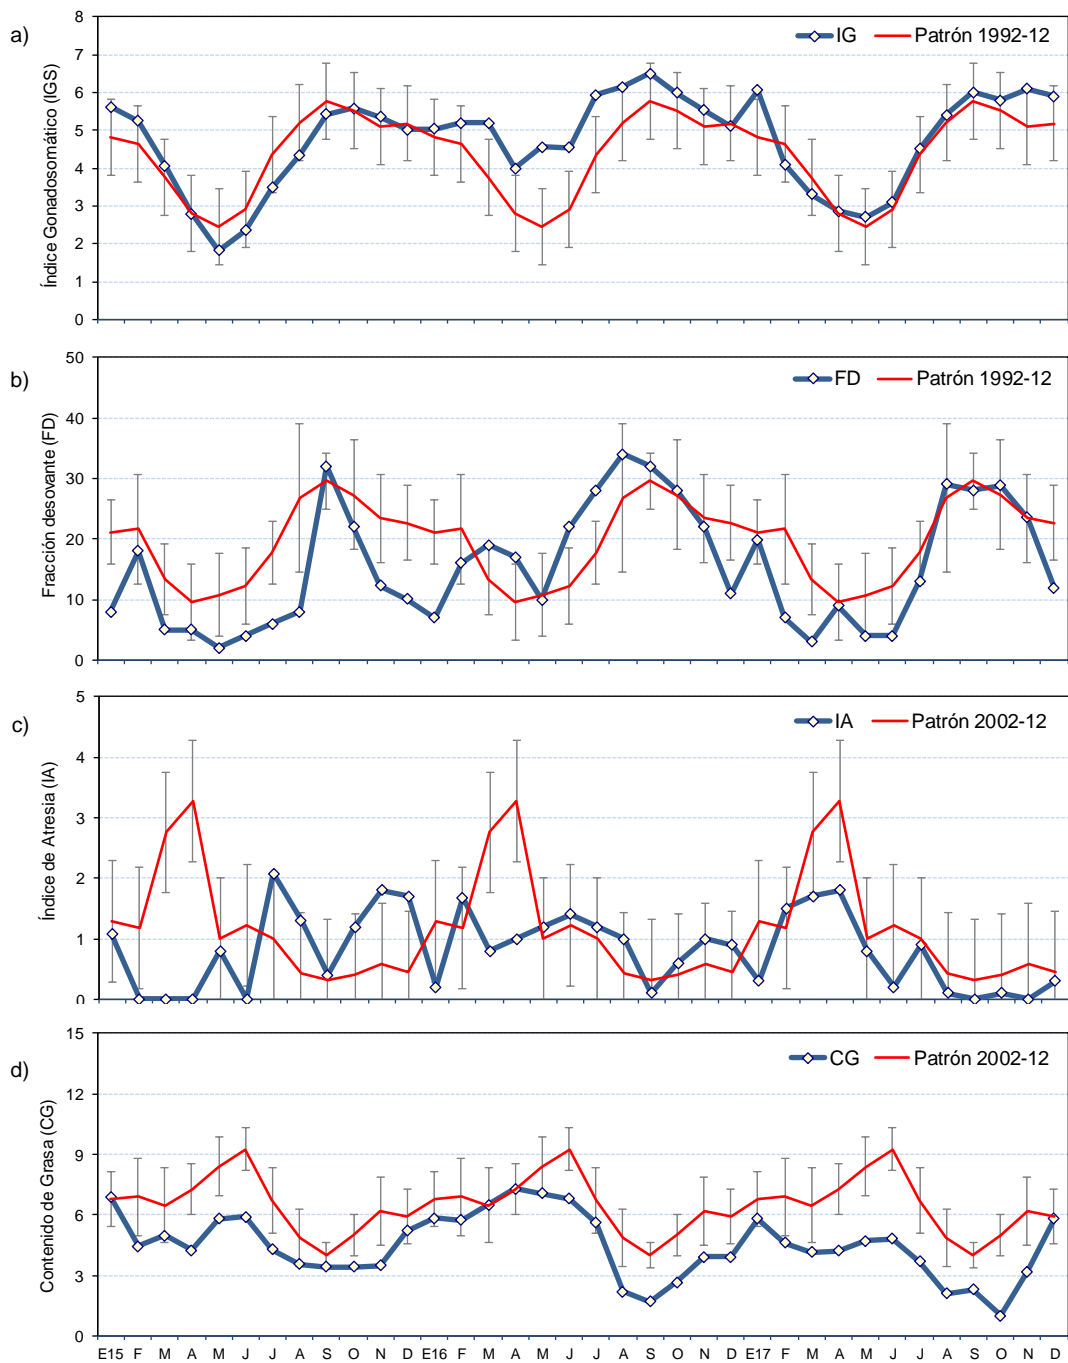 a)
Índice Gonadosomático (IGS)
8
7
6
5
4
3
2
1
0
IG
Patrón 1992-12
b)
Fracción desovante (FD)
50
40
30
20
10
0
FD
Patrón 1992-12
c)
Índice de Atresia (IA)
5
4
3
2
1
0
IA
Patrón 2002-12
d)
Contenido de Grasa (CG)
15
12
9
6
3
0
CG
Patrón 2002-12
E15 F M A M J J A S O N D E16 F M A M J J A S O N D E17 F M A M J J A S O N D